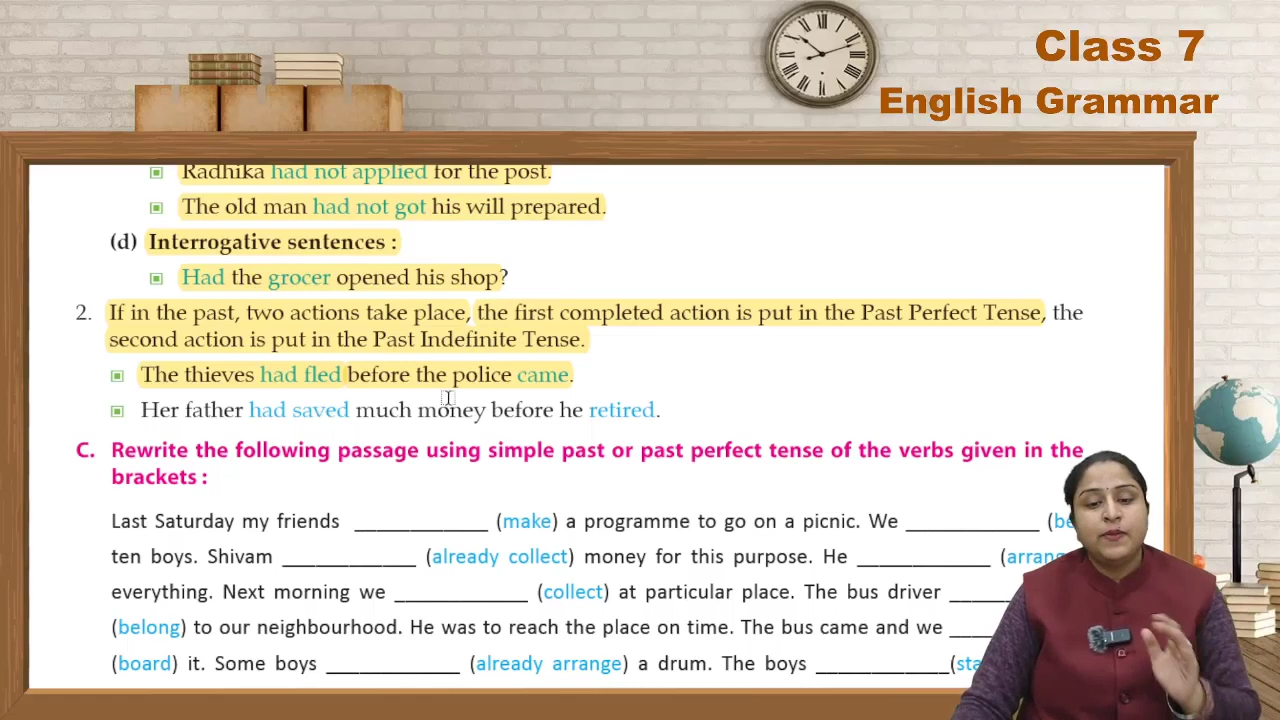 Class 7
English Grammar
Radhika had not applied for the post.
The old man had not got his will prepared.
(d) Interrogative sentences :
Had the grocer opened his shop?
2. If in the past, two actions take place, the first completed action is put in the Past Perfect Tense, the
second action is put in the Past Indefinite Tense.
The thieves had fled before the police came.
Her father had saved much money before he retired.
C. Rewrite the following passage using simple past or past perfect tense of the verbs given in the
brackets :
Last Saturday my friends ____________ (make) a programme to go on a picnic. We ____________ (be
ten boys. Shivam ____________ (already collect) money for this purpose. He ____________ (arrang
everything. Next morning we ____________ (collect) at particular place. The bus driver _____
(belong) to our neighbourhood. He was to reach the place on time. The bus came and we ____
(board) it. Some boys ____________ (already arrange) a drum. The boys ____________(sta